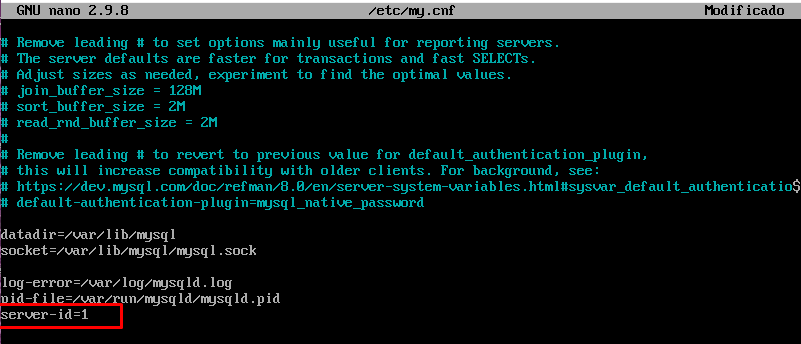 GNU nano 2.9.8 /etc/my.cnf Modificado
# Remove leading # to set options mainly useful for reporting servers.
# The server defaults are faster for transactions and fast SELECTs.
# Adjust sizes as needed, experiment to find the optimal values.
# join_buffer_size = 128M
# sort_buffer_size = 2M
# read_rnd_buffer_size = 2M
#
# Remove leading # to revert to previous value for default_authentication_plugin,
# this will increase compatibility with older clients. For background, see:
# https://dev.mysql.com/doc/refman/8.0/en/server-system-variables.html#sysvar_default_authenticatio$
# default-authentication-plugin=mysql_native_password
datadir=/var/lib/mysql
socket=/var/lib/mysql/mysql.sock
log-error=/var/log/mysqld.log
pid-file=/var/run/mysqld/mysqld.pid
server-id=1